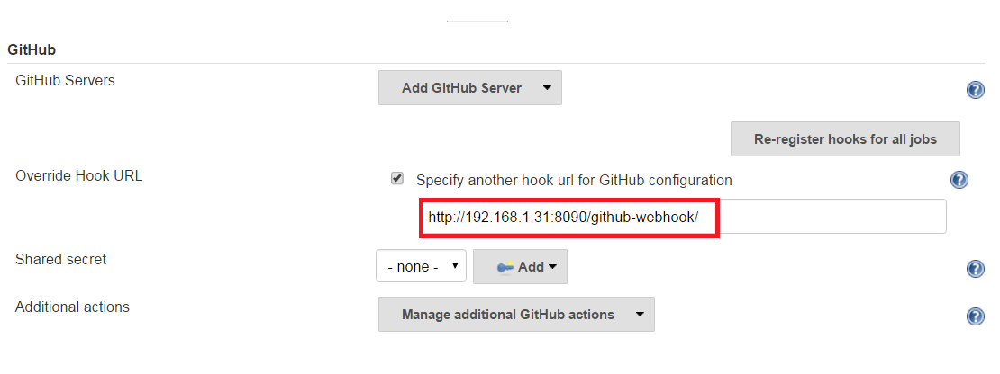 GitHub
GitHub Servers
Add GitHub Server
Re-register hooks for all jobs
Override Hook URL
Specify another hook url for GitHub configuration
http://192.168.1.31:8090/github-webhook/
Shared secret
- none -
Add
Additional actions
Manage additional GitHub actions